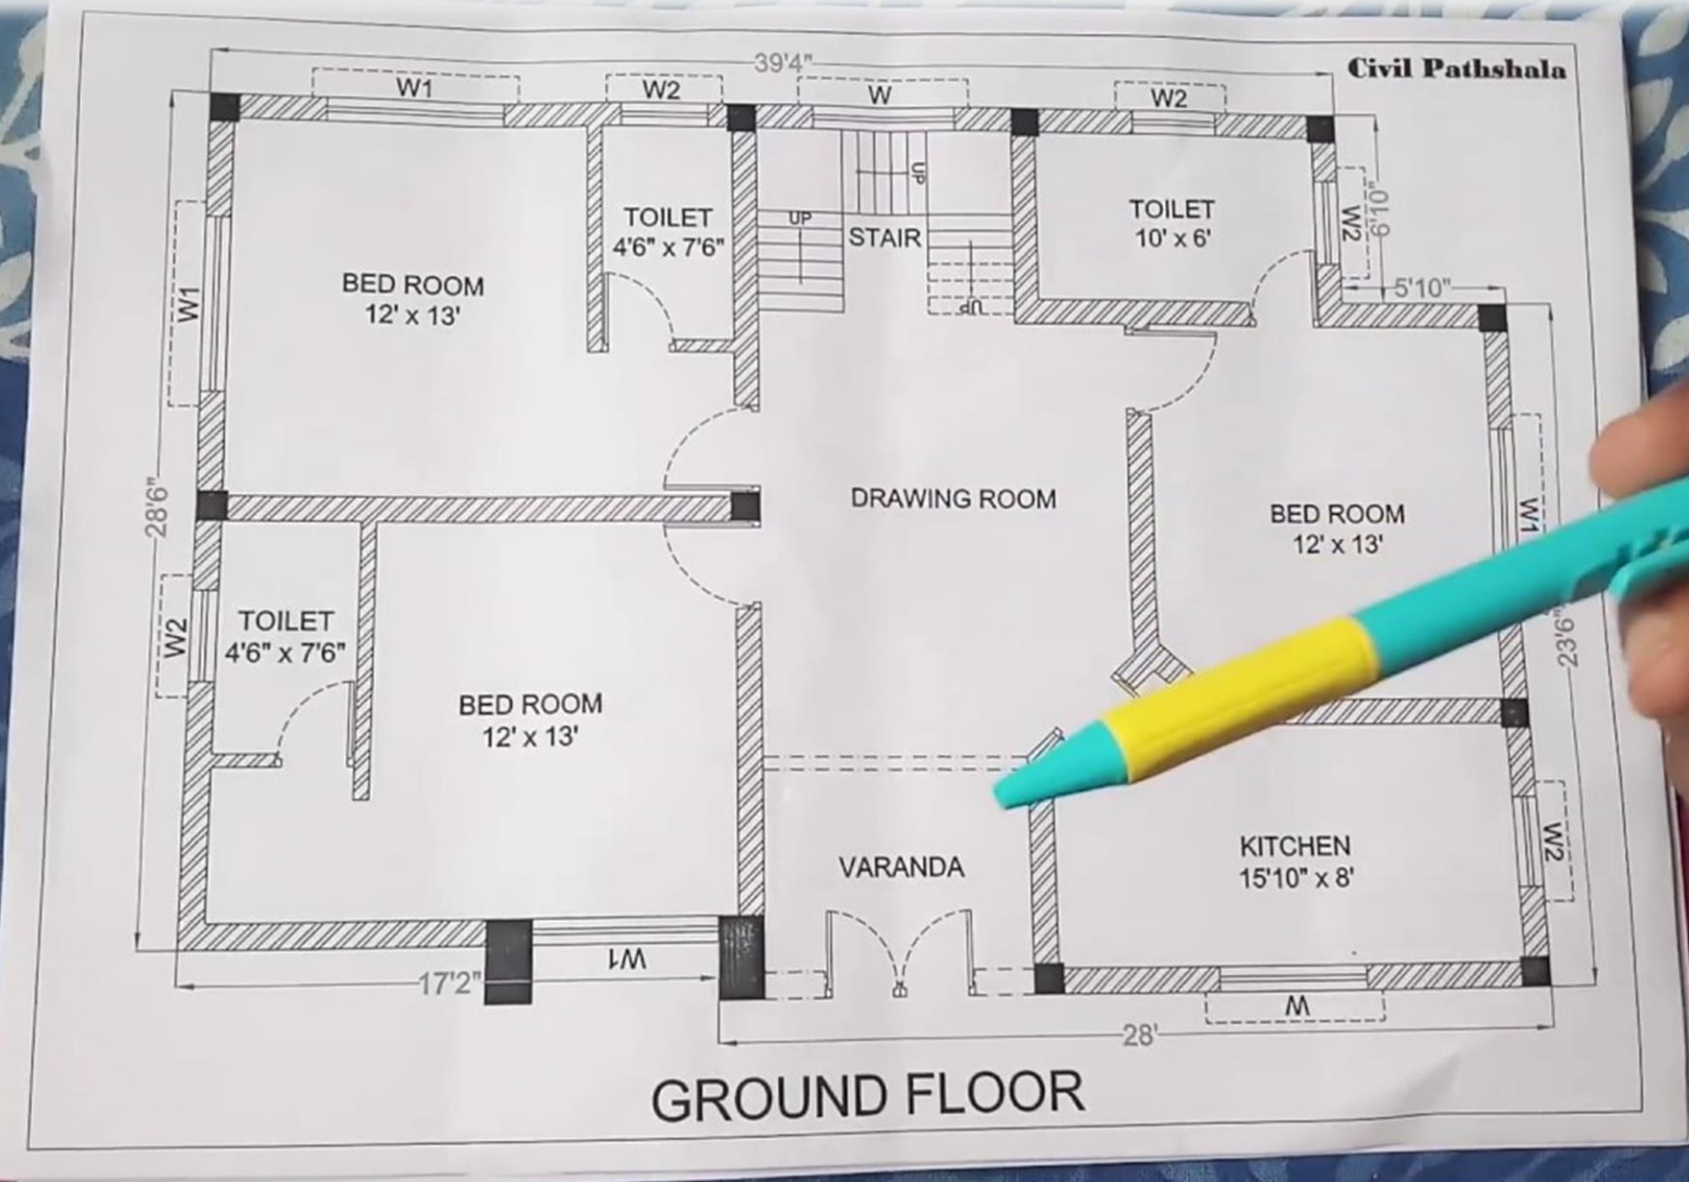 39'4"
Civil Pathshala
W1
W2
W
W2
UP
TOILET
10' x 6'
W2
6'10"
UP
TOILET
4'6" x 7'6"
STAIR
BED ROOM
12' x 13'
W1
UP
5'10"
28'6"
DRAWING ROOM
BED ROOM
12' x 13'
W1
W2
TOILET
4'6" x 7'6"
23'6"
BED ROOM
12' x 13'
VARANDA
KITCHEN
15'10" x 8'
W2
W1
17'2"
W
28'
GROUND FLOOR